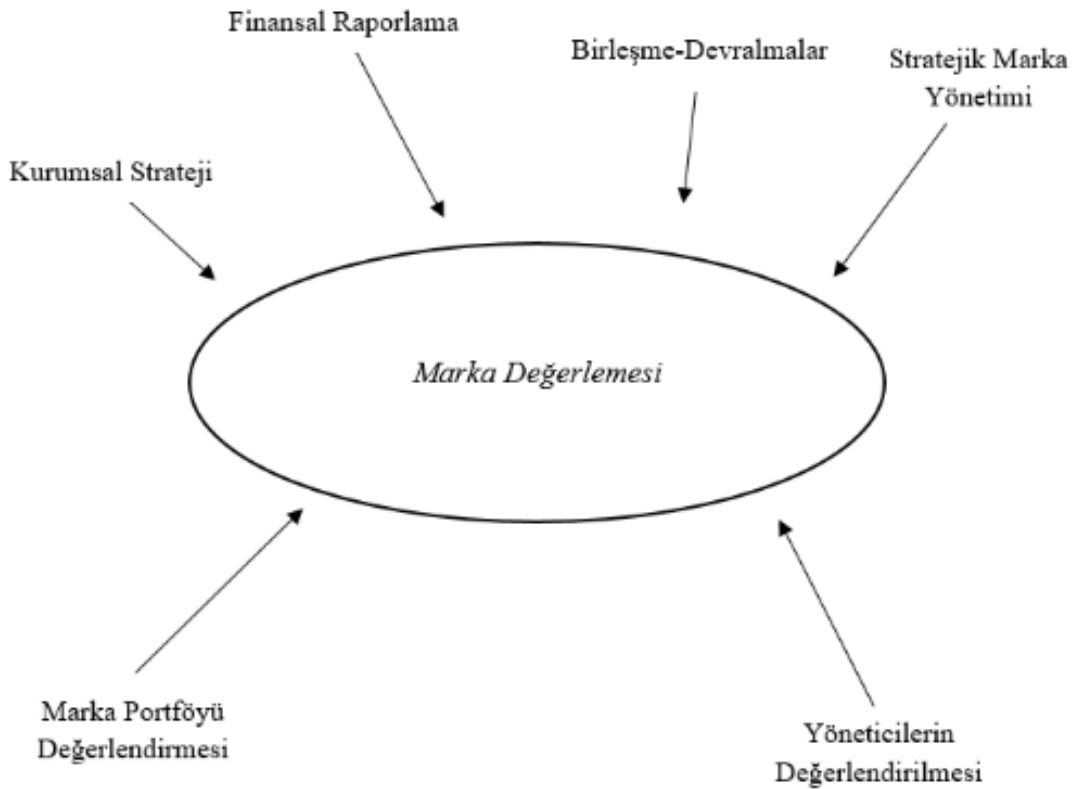 Finansal Raporlama
Birleşme-Devralmalar
Stratejik Marka
Yönetimi
Kurumsal Strateji
Marka Değerlemesi
Marka Portföyü
Değerlendirmesi
Yöneticilerin
Değerlendirilmesi